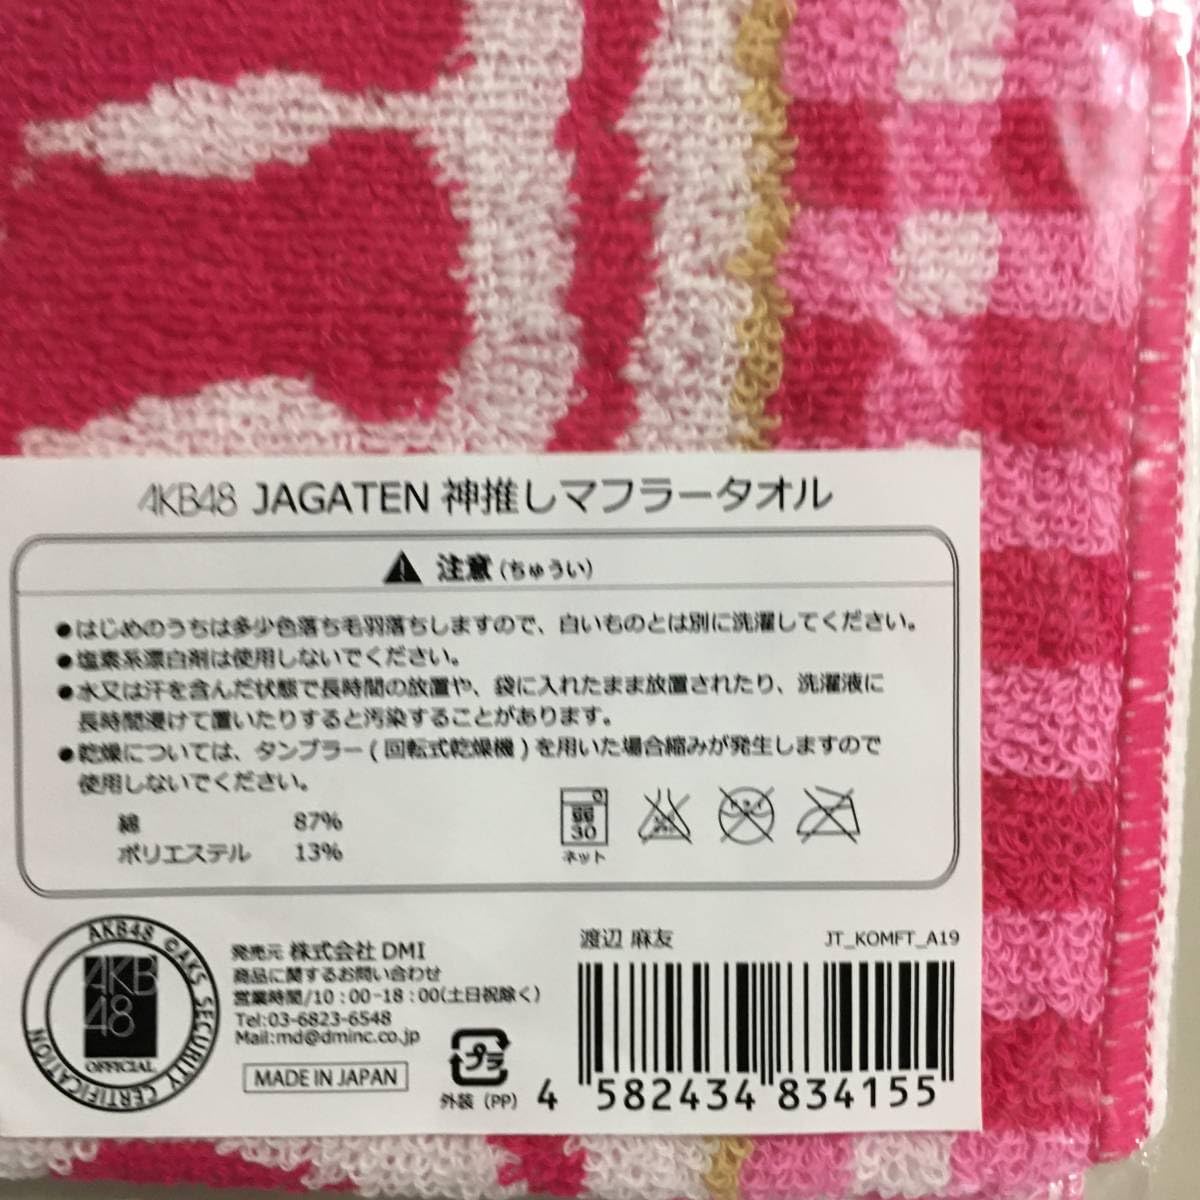 AKB48 JAGATEN 神推しマフラータオル
注意(ちゅうい)
●はじめのうちは多少色落ち毛羽落ちしますので、白いものとは別に洗濯してください。
●塩素系漂白剤は使用しないでください。
●水又は汗を含んだ状態で長時間の放置や、袋に入れたまま放置されたり、洗濯液に
長時間浸けて置いたりすると汚染することがあります。
●乾燥については、タンブラー(回転式乾燥機)を用いた場合縮みが発生しますので
使用しないでください。
綿 87%
ポリエステル 13%
弱
30
ネット
AKB48 ©AKS SECURITY CERTIFICATION
AKB
48
OFFICIAL
発売元 株式会社 DMI
商品に関するお問い合わせ
営業時間/10:00-18:00(土日祝除く)
Tel:03-6823-6548
Mail:md@dminc.co.jp
MADE IN JAPAN
プラ
外装(PP)
渡辺 麻友 JT_KOMFT_A19
4 582434 834155